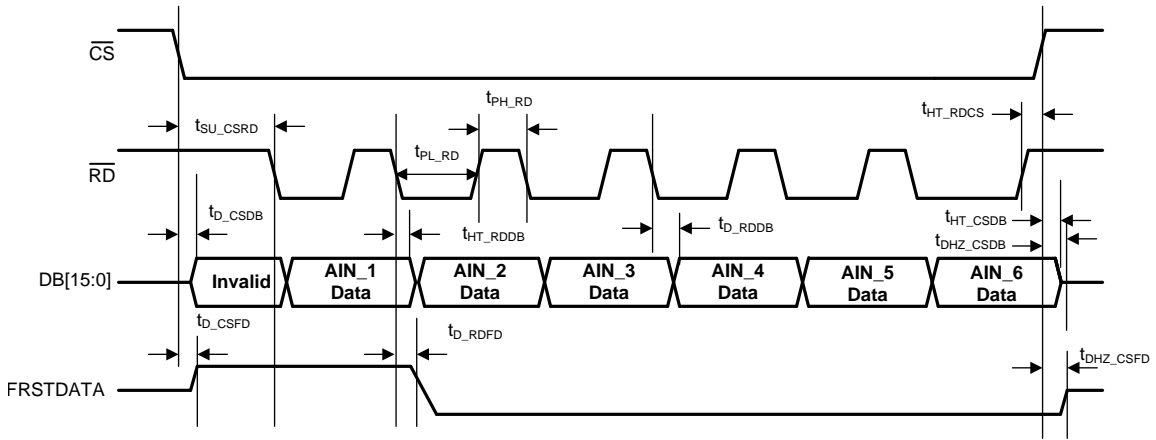 CS
tPH_RD
tHT_RDCS
tSU_CSRD
tPL_RD
RD
tD_CSDB
tHT_RDDB
tD_RDDB
tHT_CSDB
tDHZ_CSDB
DB[15:0]
Invalid
AIN_1
Data
AIN_2
Data
AIN_3
Data
AIN_4
Data
AIN_5
Data
AIN_6
Data
tD_CSFD
tD_RDFD
tDHZ_CSFD
FRSTDATA